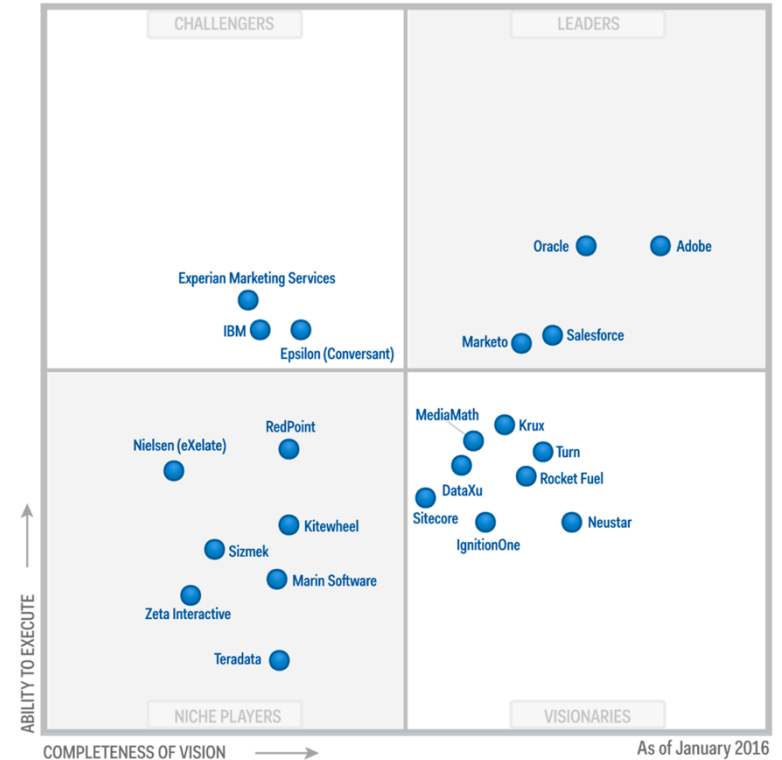 CHALLENGERS
LEADERS
Oracle
Adobe
Experian Marketing Services
IBM
Epsilon (Conversant)
Marketo
Salesforce
MediaMath
Krux
Turn
DataXu
Rocket Fuel
Sitecore
IgnitionOne
Neustar
RedPoint
Nielsen (eXelate)
Kitewheel
Sizmek
Marin Software
Zeta Interactive
Teradata
NICHE PLAYERS
VISIONARIES
ABILITY TO EXECUTE
COMPLETENESS OF VISION
As of January 2016